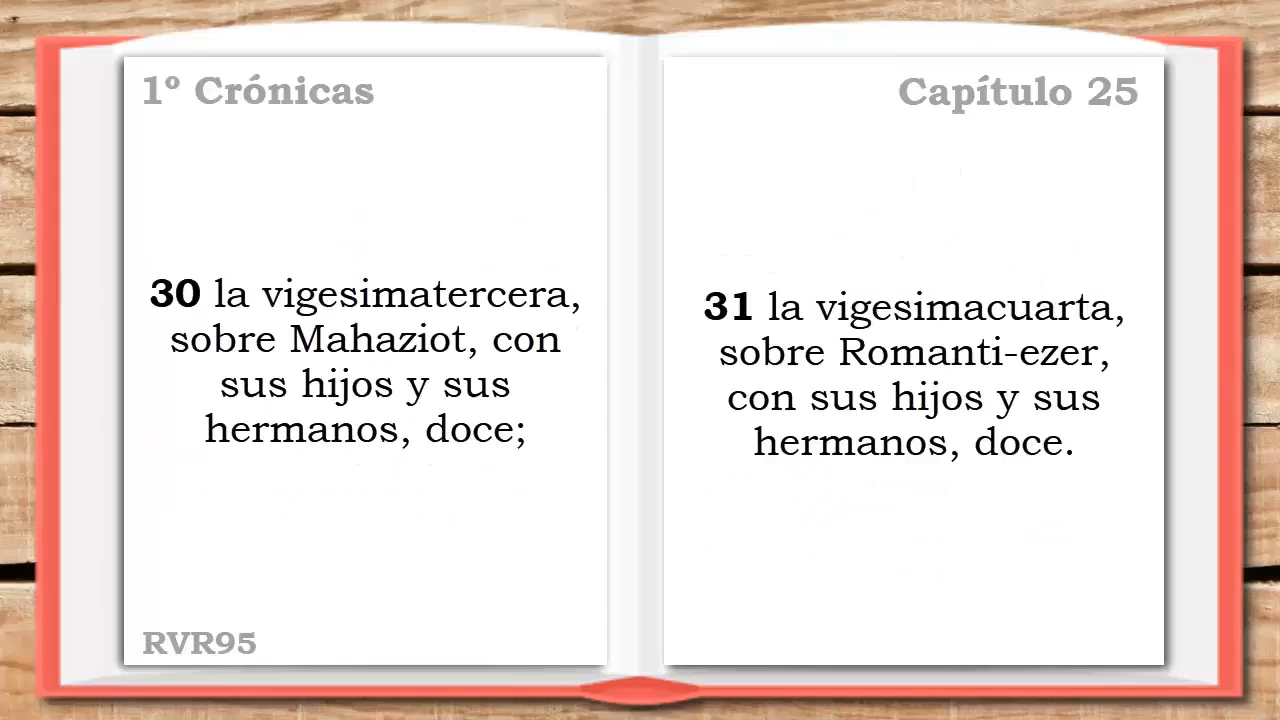 1º Crónicas
30 la vigesimatercera,
sobre Mahaziot, con
sus hijos y sus
hermanos, doce;
RVR95
Capítulo 25
31 la vigesimacuarta,
sobre Romanti-ezer,
con sus hijos y sus
hermanos, doce.